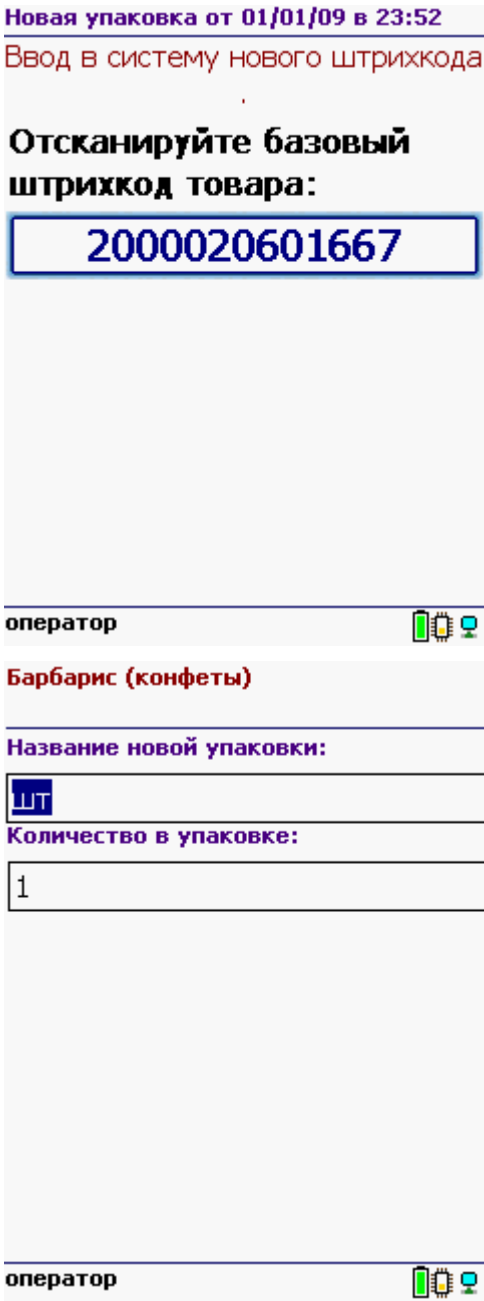 Новая упаковка от 01/01/09 в 23:52
Ввод в систему нового штрихкода
.
Отсканируйте базовый
штрихкод товара:
2000020601667
оператор
Барбарис (конфеты)
Название новой упаковки:
шт
Количество в упаковке:
1
оператор